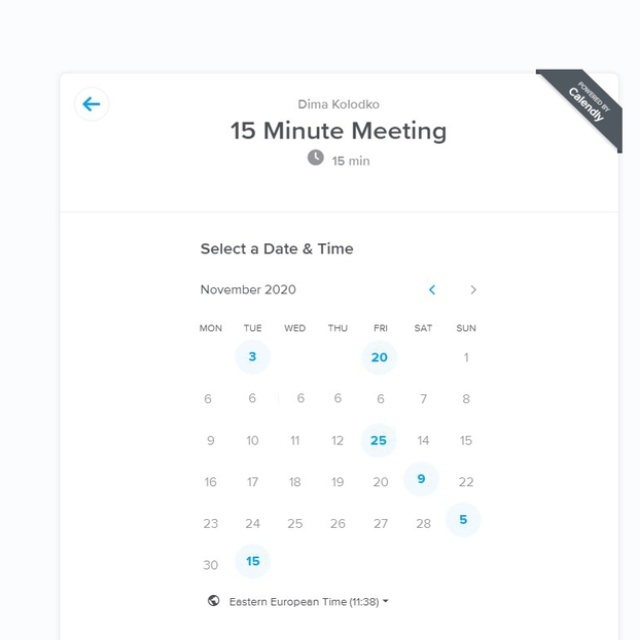 POWERED BY
Calendly
Dima Kolodko
15 Minute Meeting
15 min
Select a Date & Time
November 2020
MON TUE WED THU FRI SAT SUN
3 20 1
6 6 6 6 6 7 8
9 10 11 12 25 14 15
16 17 18 19 20 9 22
23 24 25 26 27 28 5
30 15
Eastern European Time (11:38)